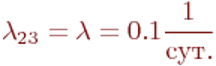 λ₂₃ = λ = 0.1 1/сут.